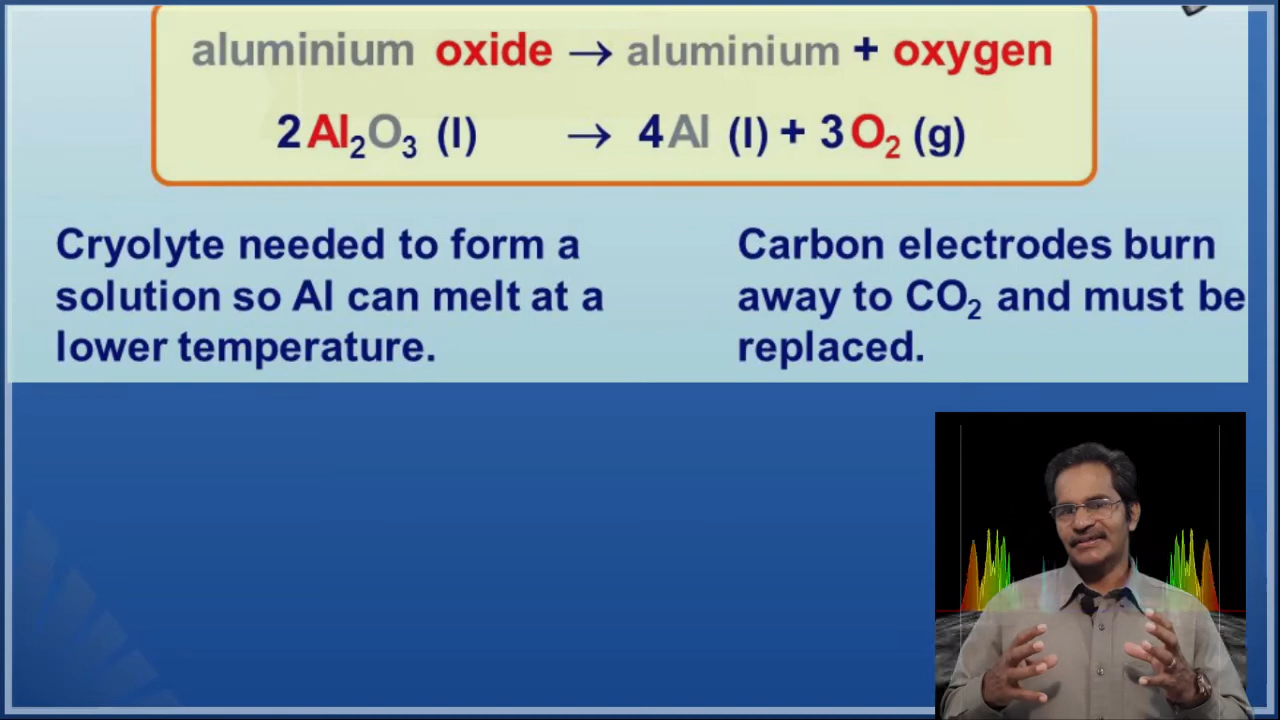 aluminium oxide → aluminium + oxygen
2Al₂O₃ (l) → 4Al (l) + 3O₂ (g)
Cryolyte needed to form a
solution so Al can melt at a
lower temperature.
Carbon electrodes burn
away to CO₂ and must be
replaced.